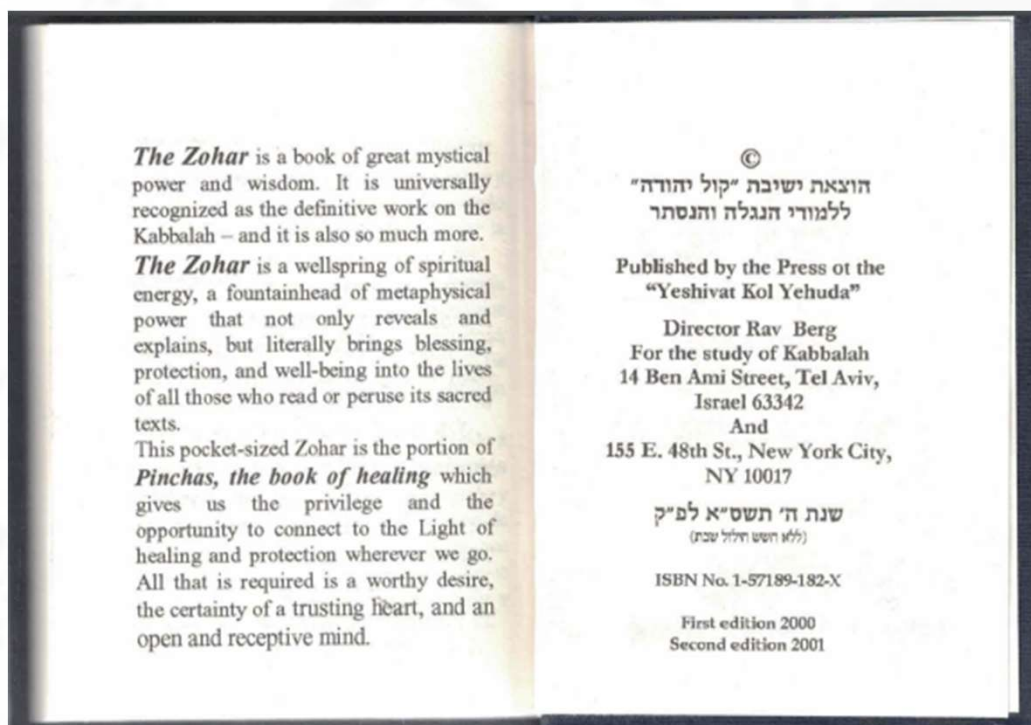 The Zohar is a book of great mystical
power and wisdom. It is universally
recognized as the definitive work on the
Kabbalah – and it is also so much more.
The Zohar is a wellspring of spiritual
energy, a fountainhead of metaphysical
power that not only reveals and
explains, but literally brings blessing,
protection, and well-being into the lives
of all those who read or peruse its sacred
texts.
This pocket-sized Zohar is the portion of
Pinchas, the book of healing which
gives us the privilege and the
opportunity to connect to the Light of
healing and protection wherever we go.
All that is required is a worthy desire,
the certainty of a trusting heart, and an
open and receptive mind.
©
הוצאת ישיבת "קול יהודה"
ללמודי הנגלה והנסתר
Published by the Press ot the
“Yeshivat Kol Yehuda”
Director Rav Berg
For the study of Kabbalah
14 Ben Ami Street, Tel Aviv,
Israel 63342
And
155 E. 48th St., New York City,
NY 10017
שנת ה' תשס"א לפ"ק
(ללא חשש חילול שבת)
ISBN No. 1-57189-182-X
First edition 2000
Second edition 2001